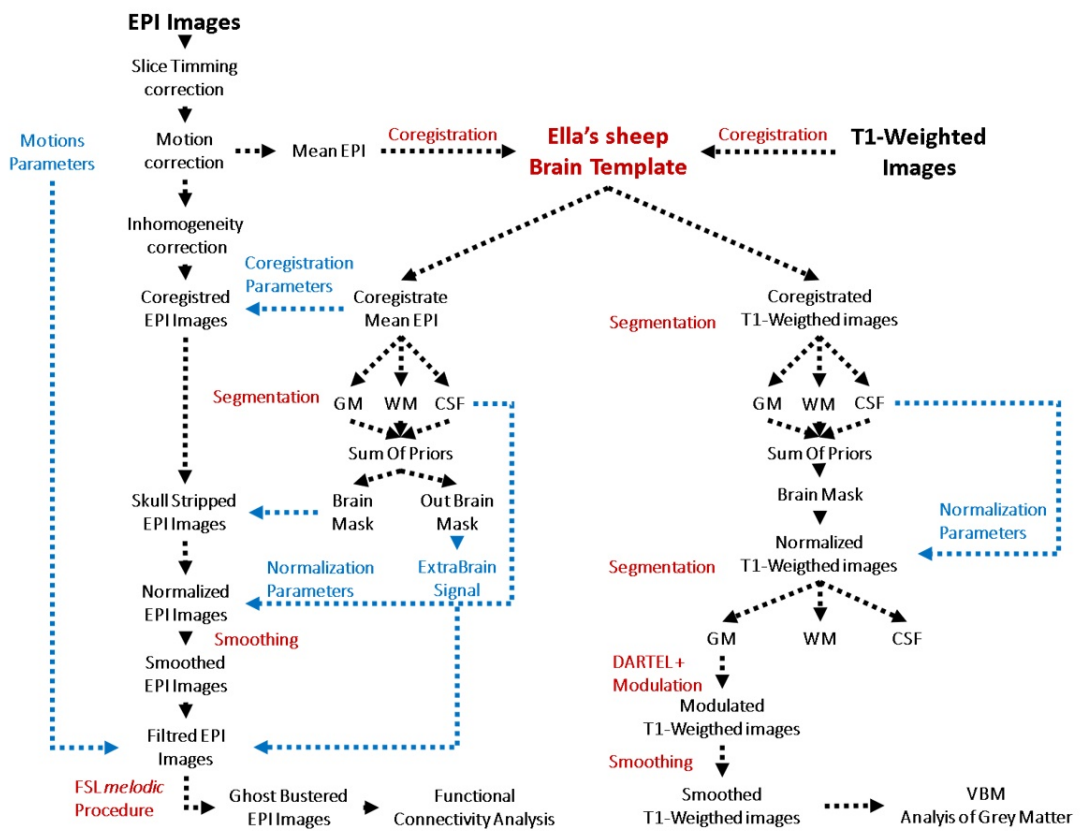 EPI Images
Slice Timming
correction
Motions
Parameters
Motion
correction
Mean EPI
Coregistration
Ella's sheep
Brain Template
Coregistration
T1-Weighted
Images
Inhomogeneity
correction
Coregistration
Parameters
Coregistred
EPI Images
Coregistrate
Mean EPI
Segmentation
Coregistrated
T1-Weigthed images
Segmentation
GM
WM
CSF
GM
WM
CSF
Sum Of Priors
Sum Of Priors
Skull Stripped
EPI Images
Brain
Mask
Out Brain
Mask
Brain Mask
Normalization
Parameters
Normalized
EPI Images
Normalization
Parameters
ExtraBrain
Signal
Segmentation
Normalized
T1-Weigthed images
Smoothing
GM
WM
CSF
Smoothed
EPI Images
DARTEL+
Modulation
Modulated
T1-Weigthed images
Filtred EPI
Images
Smoothing
FSL melodic
Procedure
Ghost Bustered
EPI Images
Functional
Connectivity Analysis
Smoothed
T1-Weigthed images
VBM
Analyis of Grey Matter